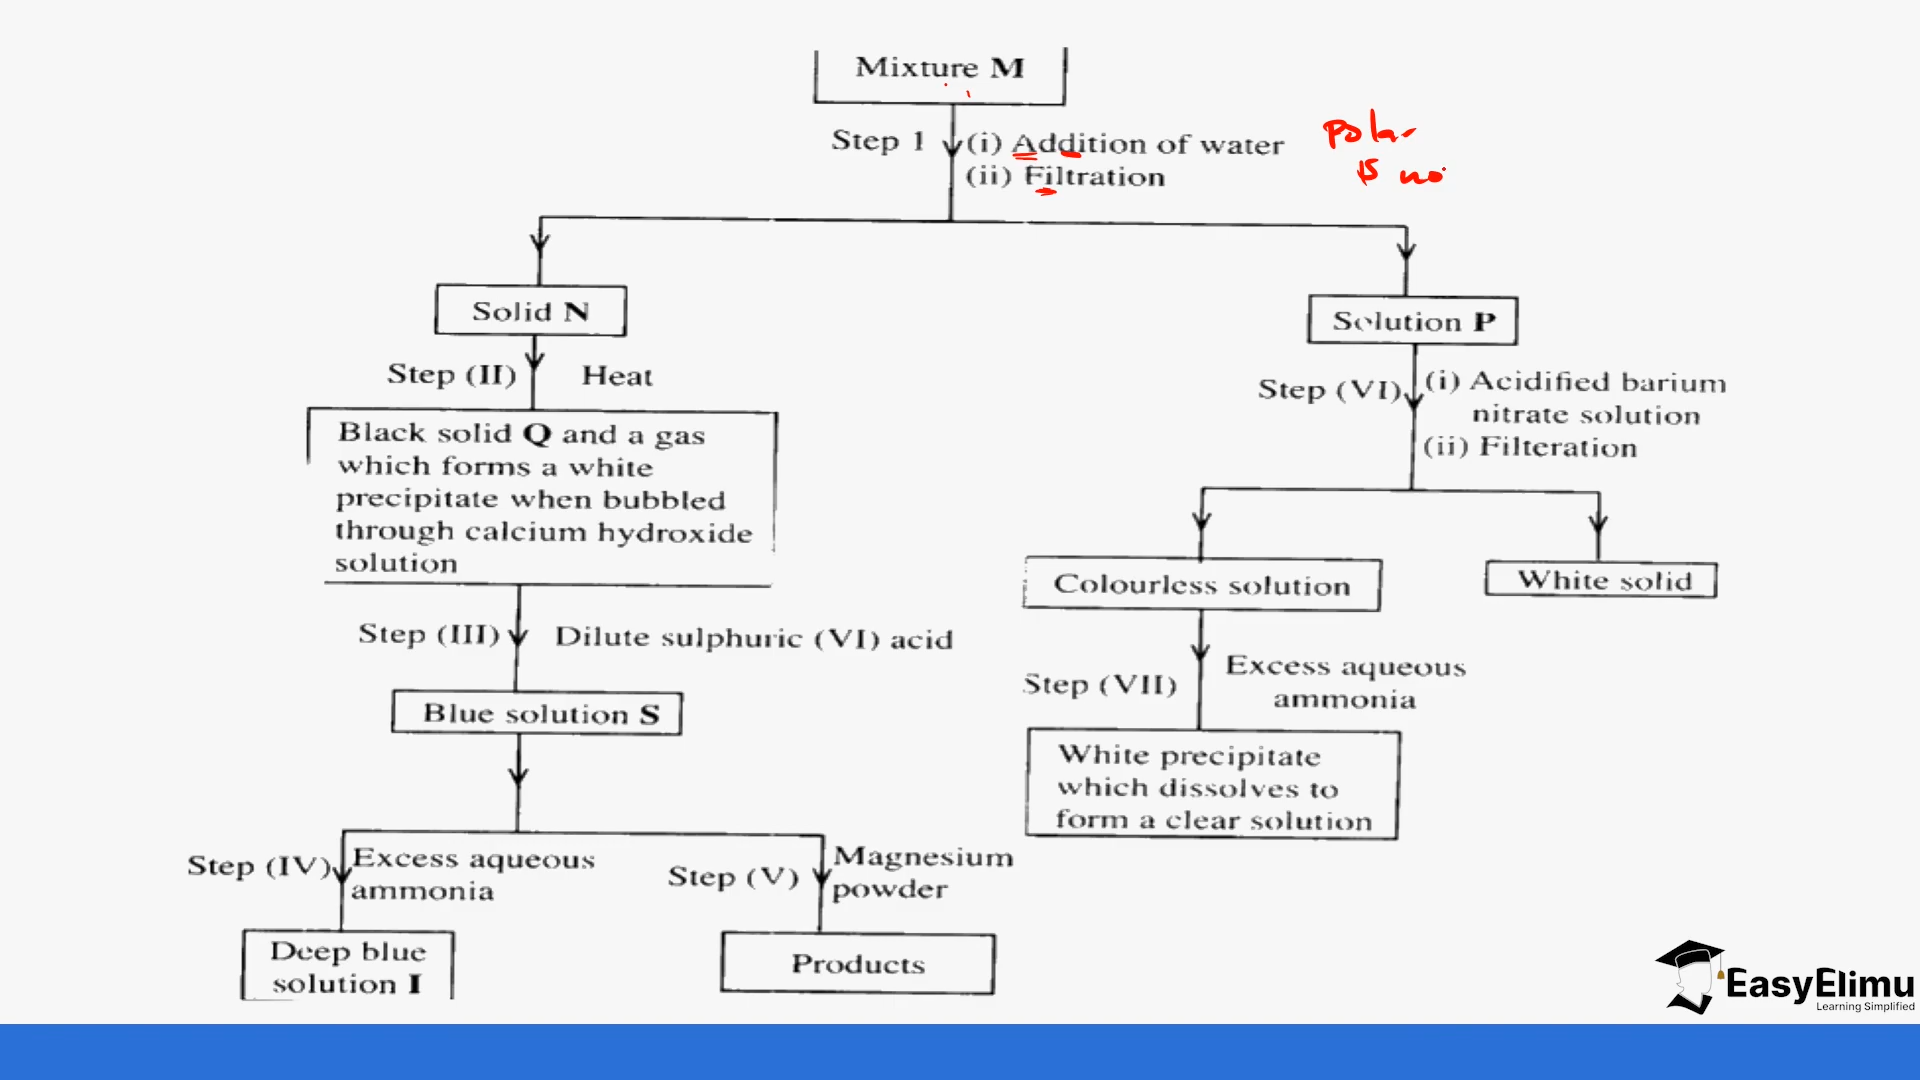 Mixture M
Step 1
(i) Addition of water
(ii) Filtration
Polar
is no
Solid N
Solution P
Step (II)
Heat
Step (VI)
(i) Acidified barium
nitrate solution
(ii) Filteration
Black solid Q and a gas
which forms a white
precipitate when bubbled
through calcium hydroxide
solution
Colourless solution
White solid
Step (III)
Dilute sulphuric (VI) acid
Step (VII)
Excess aqueous
ammonia
Blue solution S
White precipitate
which dissolves to
form a clear solution
Step (IV)
Excess aqueous
ammonia
Step (V)
Magnesium
powder
Deep blue
solution I
Products
EasyElimu
Learning Simplified